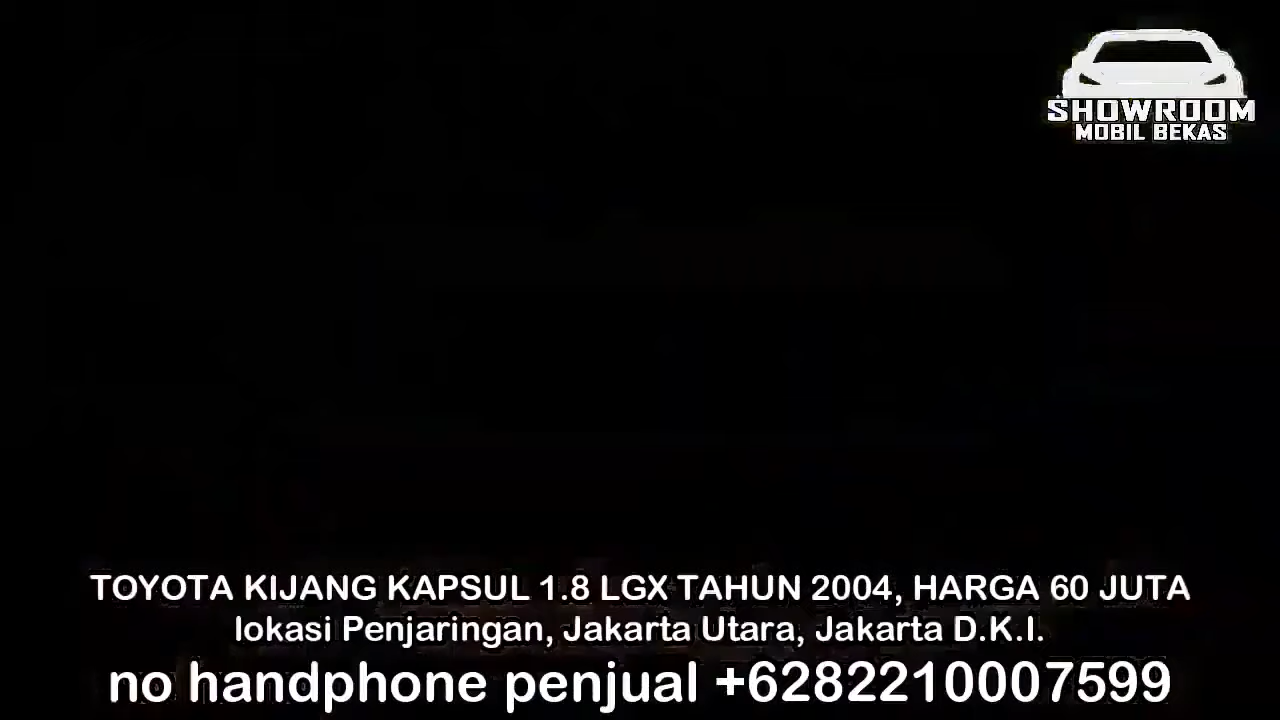 SHOWROOM
MOBIL BEKAS
TOYOTA KIJANG KAPSUL 1.8 LGX TAHUN 2004, HARGA 60 JUTA
lokasi Penjaringan, Jakarta Utara, Jakarta D.K.I.
no handphone penjual +6282210007599